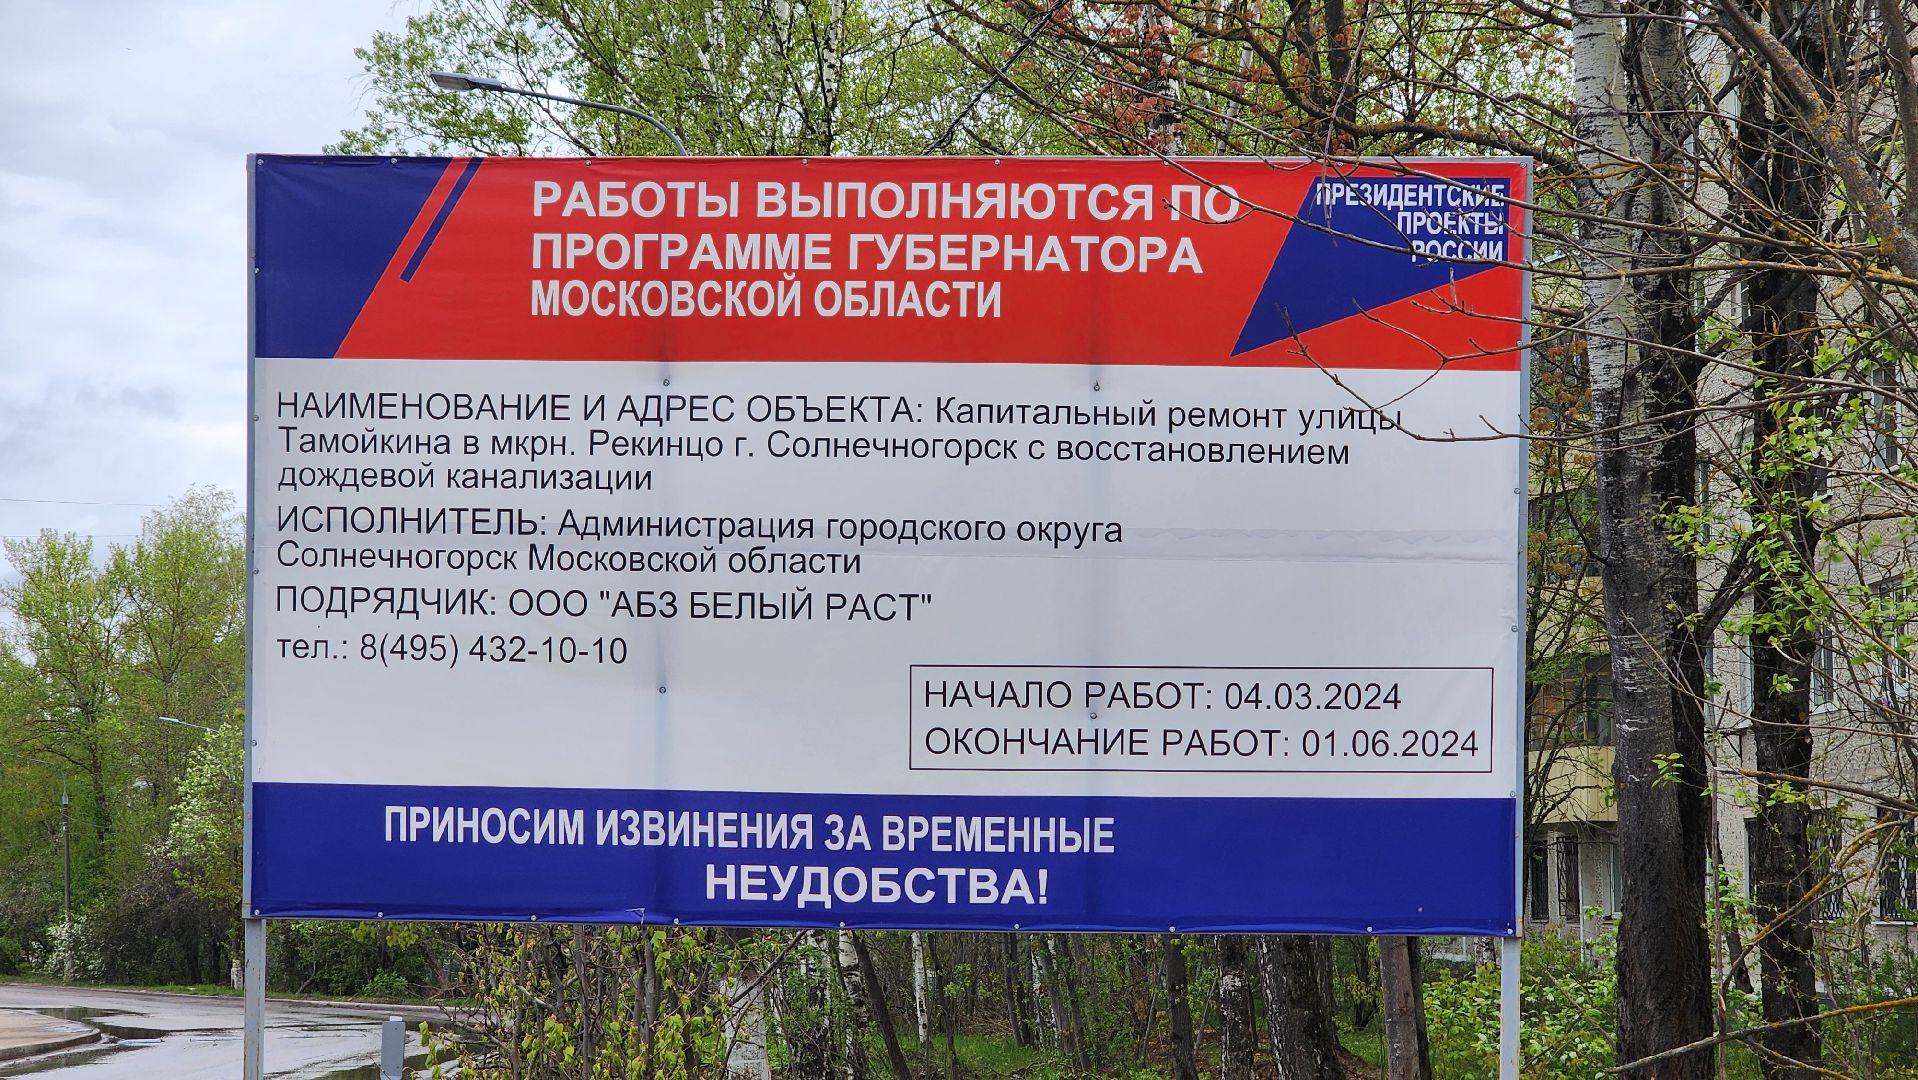 РАБОТЫ ВЫПОЛНЯЮТСЯ ПО
ПРОГРАММЕ ГУБЕРНАТОРА
МОСКОВСКОЙ ОБЛАСТИ
ПРЕЗИДЕНТСКИЕ
ПРОЕКТЫ
РОССИИ
НАИМЕНОВАНИЕ И АДРЕС ОБЪЕКТА: Капитальный ремонт улицы
Тамойкина в мкрн. Рекинцо г. Солнечногорск с восстановлением
дождевой канализации
ИСПОЛНИТЕЛЬ: Администрация городского округа
Солнечногорск Московской области
ПОДРЯДЧИК: ООО "АБЗ БЕЛЫЙ РАСТ"
тел.: 8(495) 432-10-10
НАЧАЛО РАБОТ: 04.03.2024
ОКОНЧАНИЕ РАБОТ: 01.06.2024
ПРИНОСИМ ИЗВИНЕНИЯ ЗА ВРЕМЕННЫЕ
НЕУДОБСТВА!